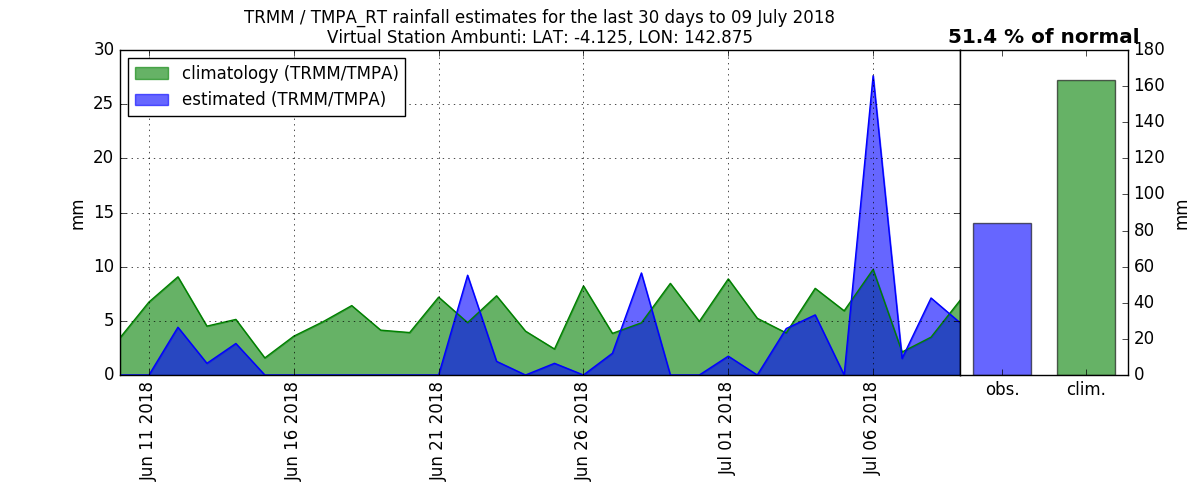 TRMM / TMPA_RT rainfall estimates for the last 30 days to 09 July 2018
Virtual Station Ambunti: LAT: -4.125, LON: 142.875
51.4 % of normal
climatology (TRMM/TMPA)
estimated (TRMM/TMPA)
30
25
20
15
10
5
0
mm
Jun 11 2018
Jun 16 2018
Jun 21 2018
Jun 26 2018
Jul 01 2018
Jul 06 2018
180
160
140
120
100
80
60
40
20
0
mm
obs.
clim.